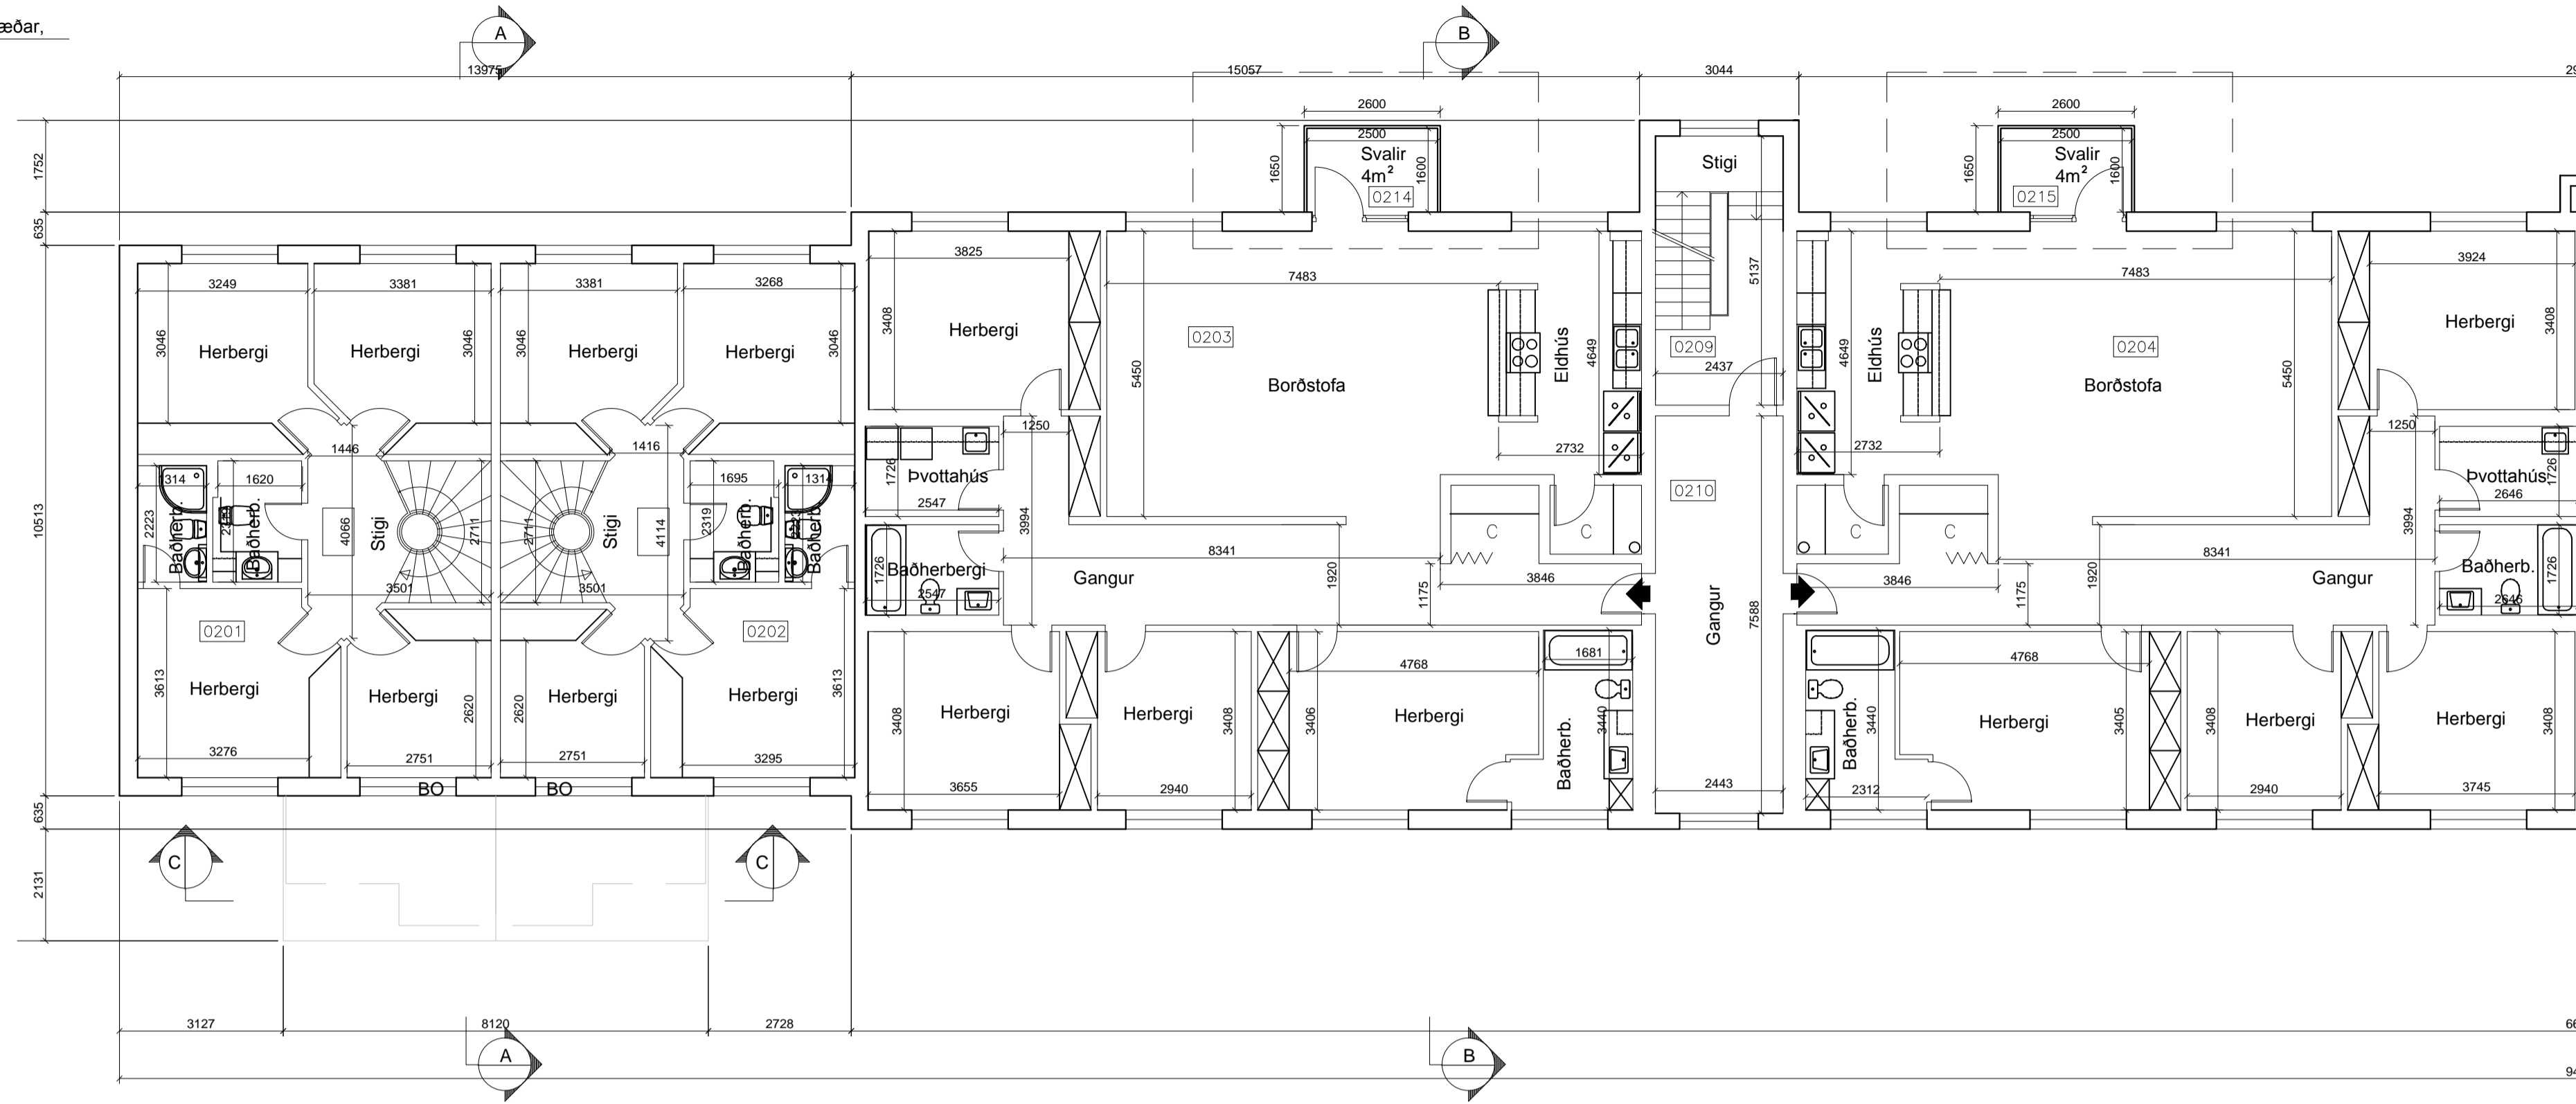 æðar,
A
B
13975
15057
3044
2600
2600
2500
2500
1752
1650
Svalir
4m²
1600
0214
Stigi
1650
Svalir
4m²
1600
0215
635
3249
3381
3381
3268
3825
7483
5137
7483
3924
3046
3046
3046
3046
3408
0203
5450
Eldhús
4649
0209
2437
4649
Eldhús
0204
5450
3408
Herbergi
Herbergi
Herbergi
Herbergi
Herbergi
Borðstofa
Borðstofa
Herbergi
1446
1416
1250
2732
2732
1250
10513
1314
1620
1695
1314
1726
Þvottahús
2547
0210
Þvottahús
1726
2646
2223
Baðherb.
Baðherb.
4066
Stigi
2711
2711
Stigi
4114
2319
Baðherb.
Baðherb.
3994
C
C
C
C
3994
3501
3501
1726
Baðherbergi
2547
Gangur
8341
1920
1175
3846
3846
1175
1920
8341
Gangur
Baðherb.
1726
2646
0201
0202
Gangur
7588
3613
Herbergi
Herbergi
2620
2620
Herbergi
Herbergi
3613
3408
Herbergi
Herbergi
3408
3406
4768
Herbergi
1681
3440
Baðherb.
3440
Baðherb.
4768
Herbergi
3405
3408
Herbergi
Herbergi
3408
3276
2751
2751
3295
3655
2940
2443
2312
2940
3745
BO
BO
635
C
C
2131
3127
8120
2728
A
B